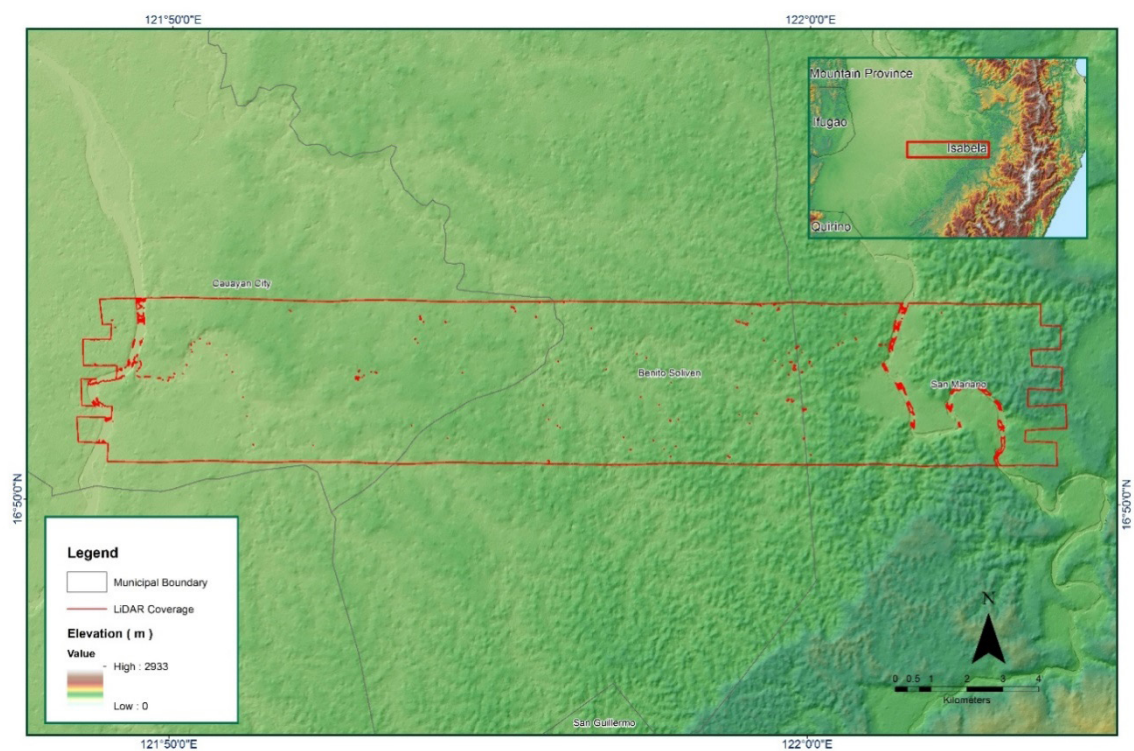 121°50'0"E
122°0'0"E
Mountain Province
Ifugao
Isabela
Quirino
Cauayan City
Benito Soliven
San Mariano
16°50'0"N
16°50'0"N
Legend
Municipal Boundary
LiDAR Coverage
Elevation ( m )
Value
High : 2933
Low : 0
N
0 0.5 1 2 3 4
Kilometers
San Guillermo
121°50'0"E
122°0'0"E